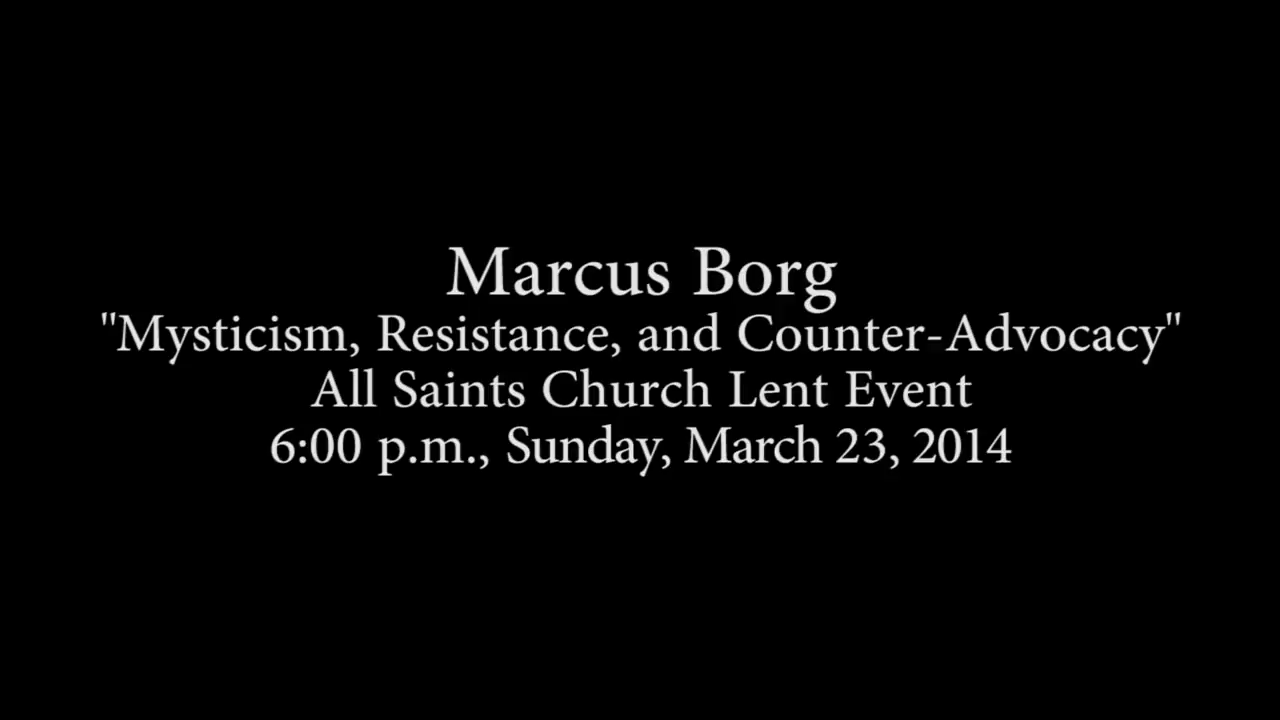 Marcus Borg
"Mysticism, Resistance, and Counter-Advocacy"
All Saints Church Lent Event
6:00 p.m., Sunday, March 23, 2014